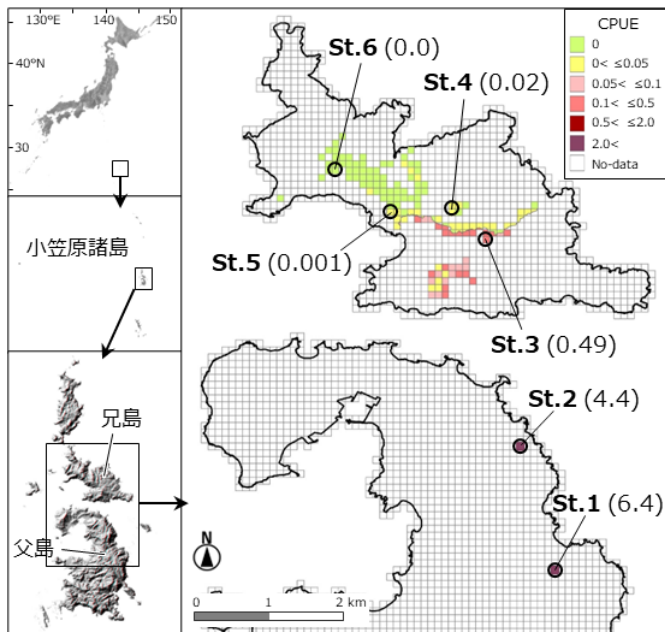 130°E
140
150
40°N
30
小笠原諸島
兄島
父島
CPUE
0
0< ≤0.05
0.05< ≤0.1
0.1< ≤0.5
0.5< ≤2.0
2.0<
No-data
St.6 (0.0)
St.4 (0.02)
St.5 (0.001)
St.3 (0.49)
St.2 (4.4)
St.1 (6.4)
N
0 1 2 km